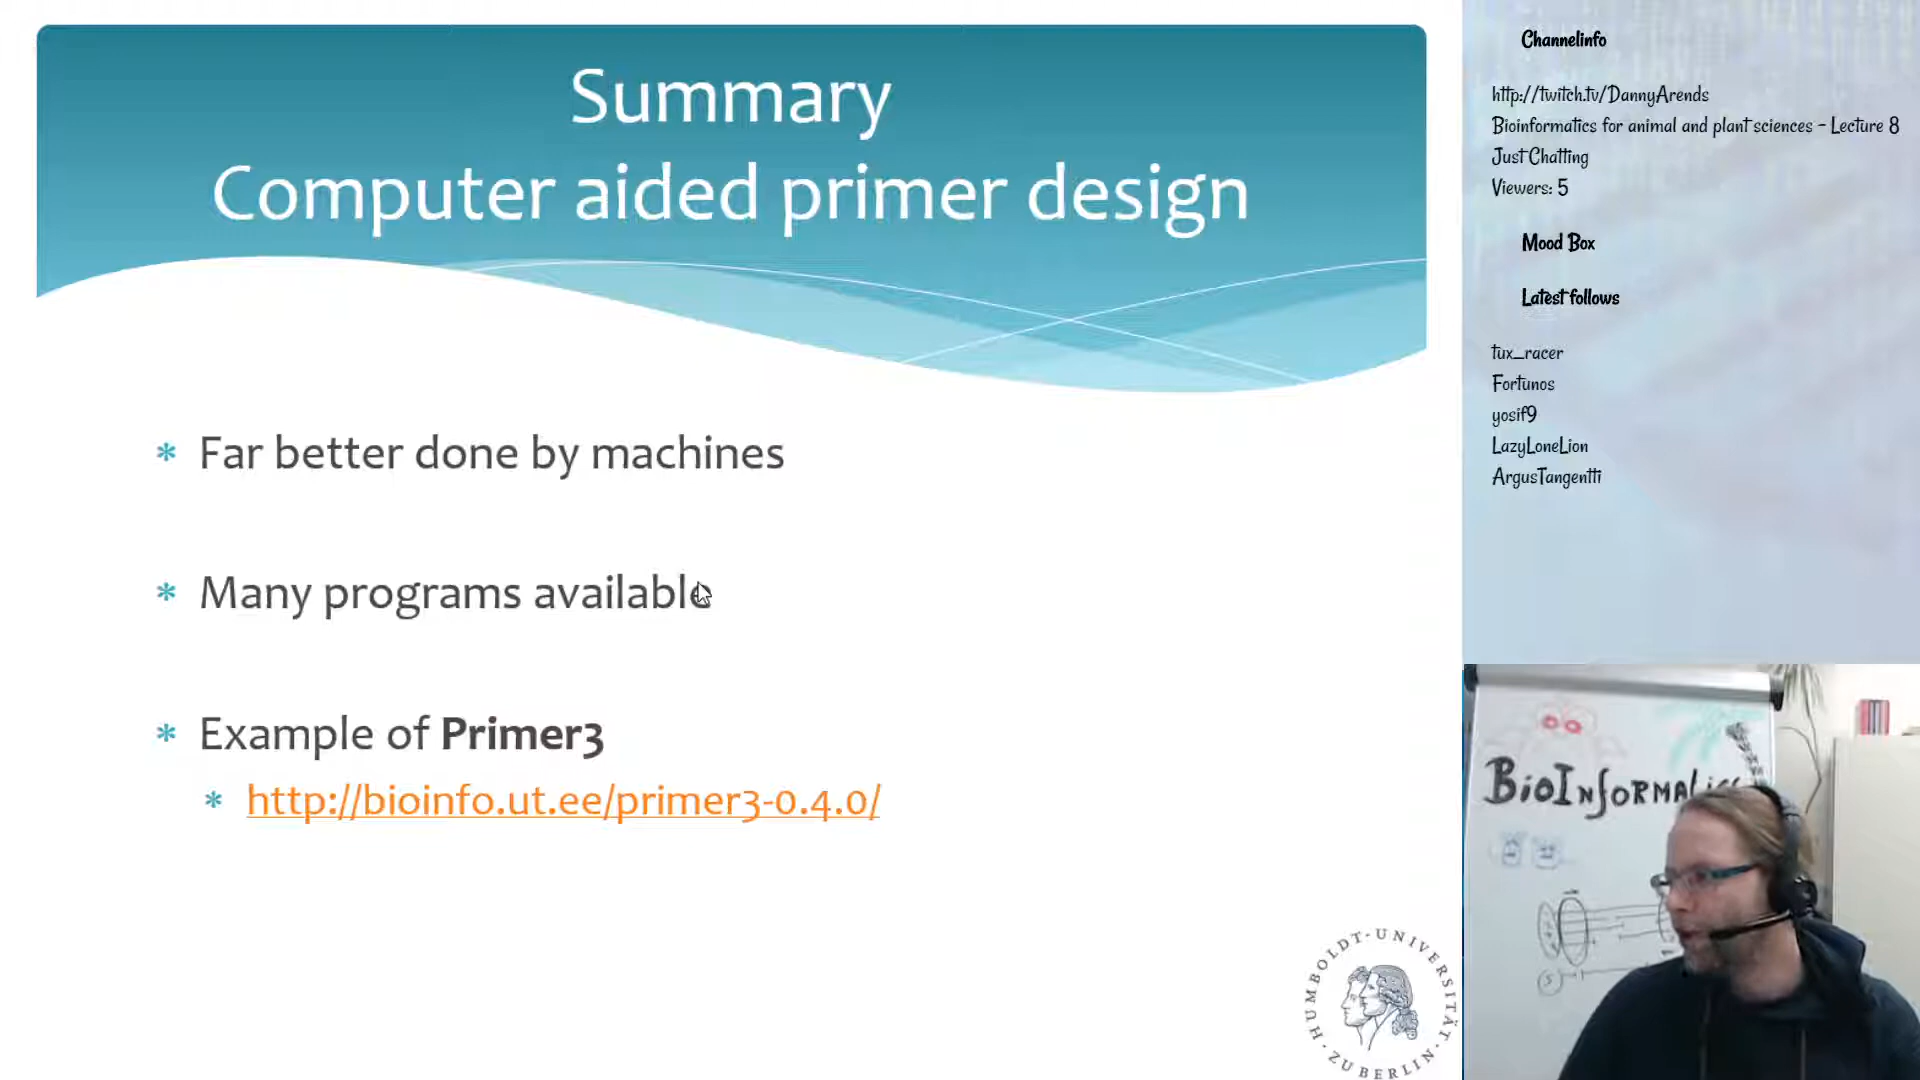 Summary
Computer aided primer design
* Far better done by machines
* Many programs available
* Example of Primer3
* http://bioinfo.ut.ee/primer3-0.4.0/
HUMBOLDT-UNIVERSITÄT
ZU BERLIN
Channelinfo
http://twitch.tv/DannyArends
Bioinformatics for animal and plant sciences - Lecture 8
Just Chatting
Viewers: 5
Mood Box
Latest follows
tux_racer
Fortunos
yosif9
LazyLoneLion
ArgusTangentti